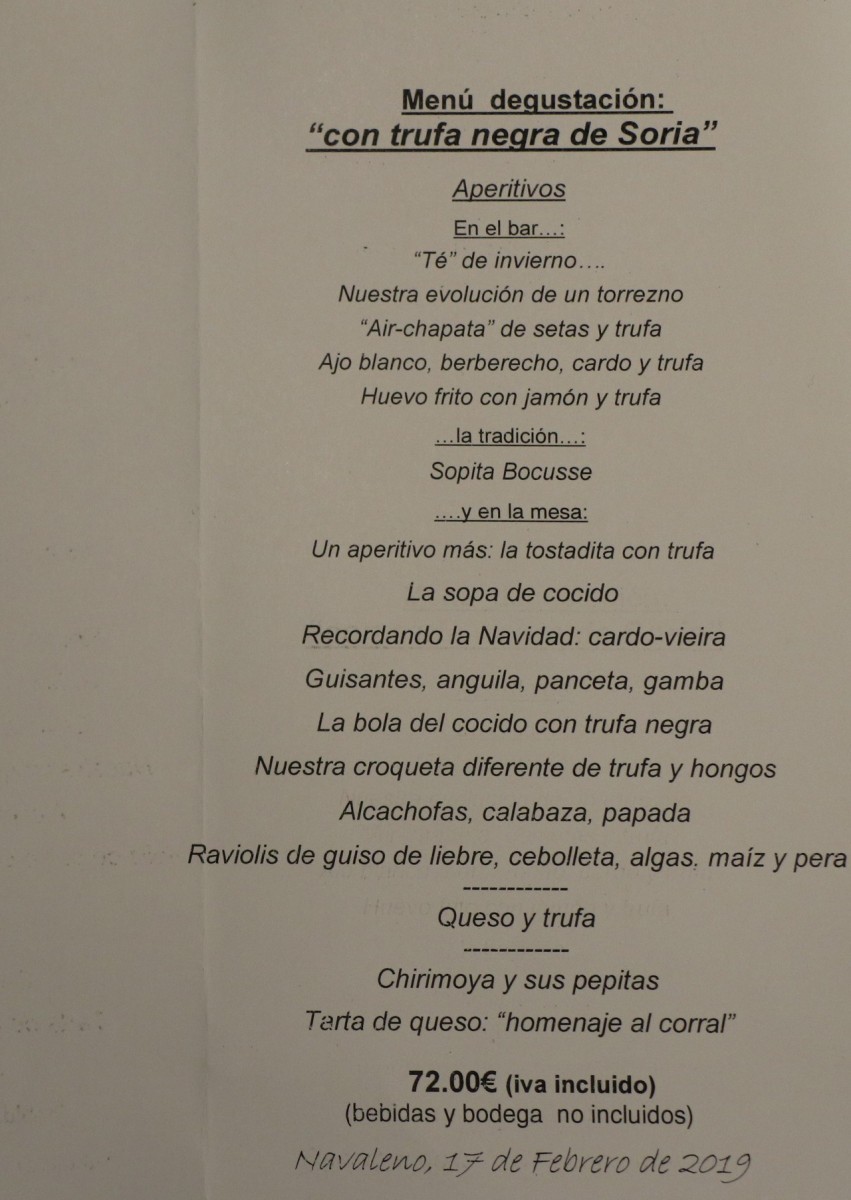 Menú degustación:
“con trufa negra de Soria”
Aperitivos
En el bar…:
“Té” de invierno….
Nuestra evolución de un torrezno
“Air-chapata” de setas y trufa
Ajo blanco, berberecho, cardo y trufa
Huevo frito con jamón y trufa
…la tradición…:
Sopita Bocusse
….y en la mesa:
Un aperitivo más: la tostadita con trufa
La sopa de cocido
Recordando la Navidad: cardo-vieira
Guisantes, anguila, panceta, gamba
La bola del cocido con trufa negra
Nuestra croqueta diferente de trufa y hongos
Alcachofas, calabaza, papada
Raviolis de guiso de liebre, cebolleta, algas, maíz y pera
------------
Queso y trufa
------------
Chirimoya y sus pepitas
Tarta de queso: “homenaje al corral”
72.00€ (iva incluido)
(bebidas y bodega no incluidos)
Navaleno, 17 de Febrero de 2019